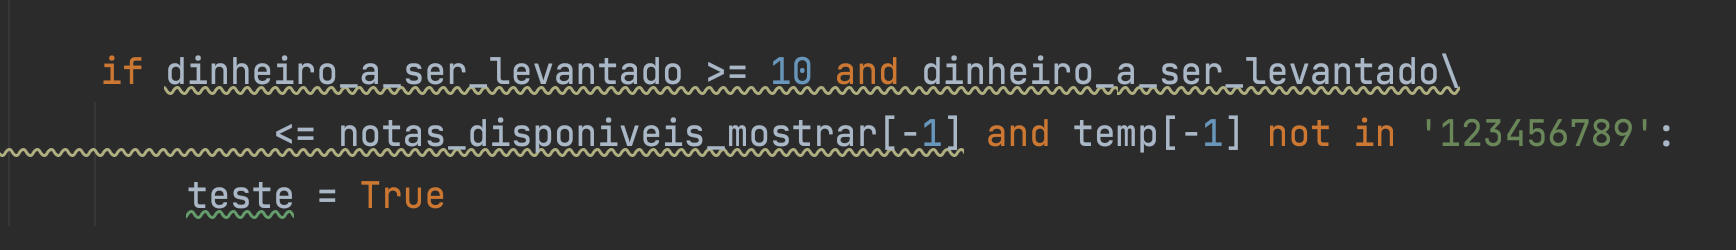 if dinheiro_a_ser_levantado >= 10 and dinheiro_a_ser_levantado\
<= notas_disponiveis_mostrar[-1] and temp[-1] not in '123456789':
teste = True